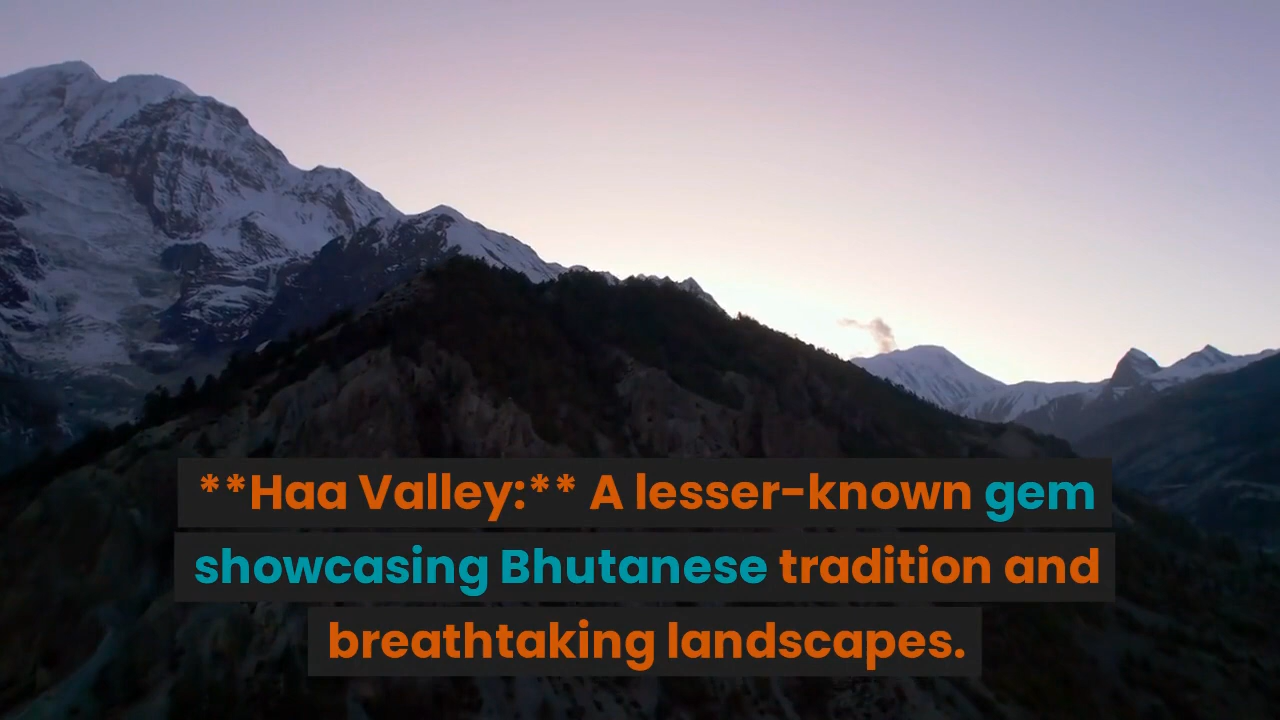 **Haa Valley:** A lesser-known gem
showcasing Bhutanese tradition and
breathtaking landscapes.